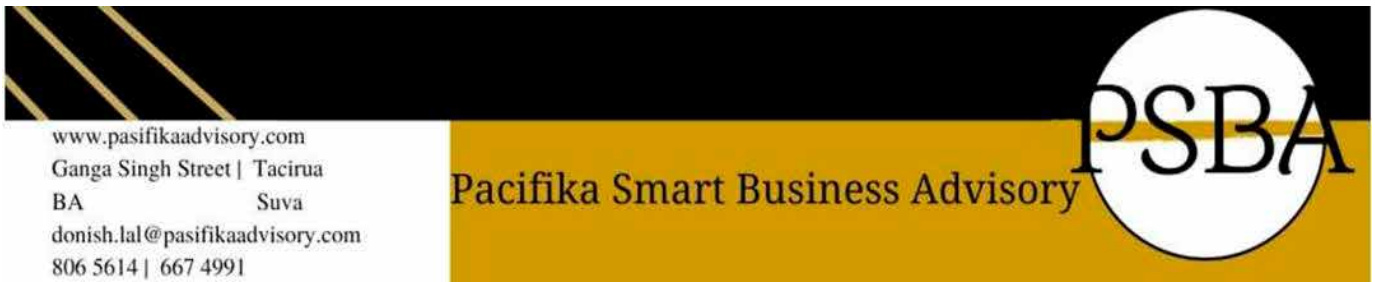 www.pasifikaadvisory.com
Ganga Singh Street | Tacirua
BA Suva
donish.lal@pasifikaadvisory.com
806 5614 | 667 4991
Pacifika Smart Business Advisory
PSBA